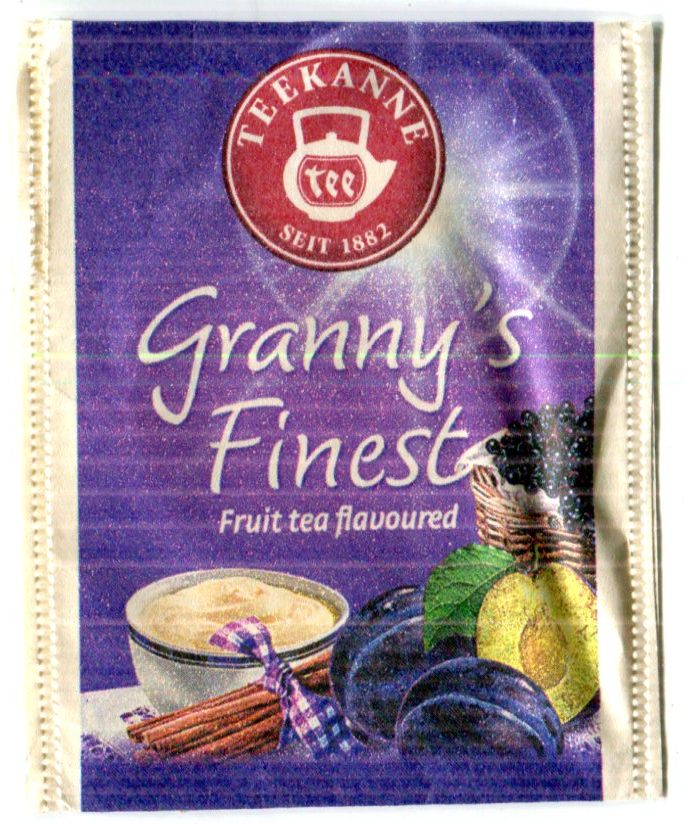 TEEKANNE
tee
SEIT 1882
Granny's
Finest
Fruit tea flavoured